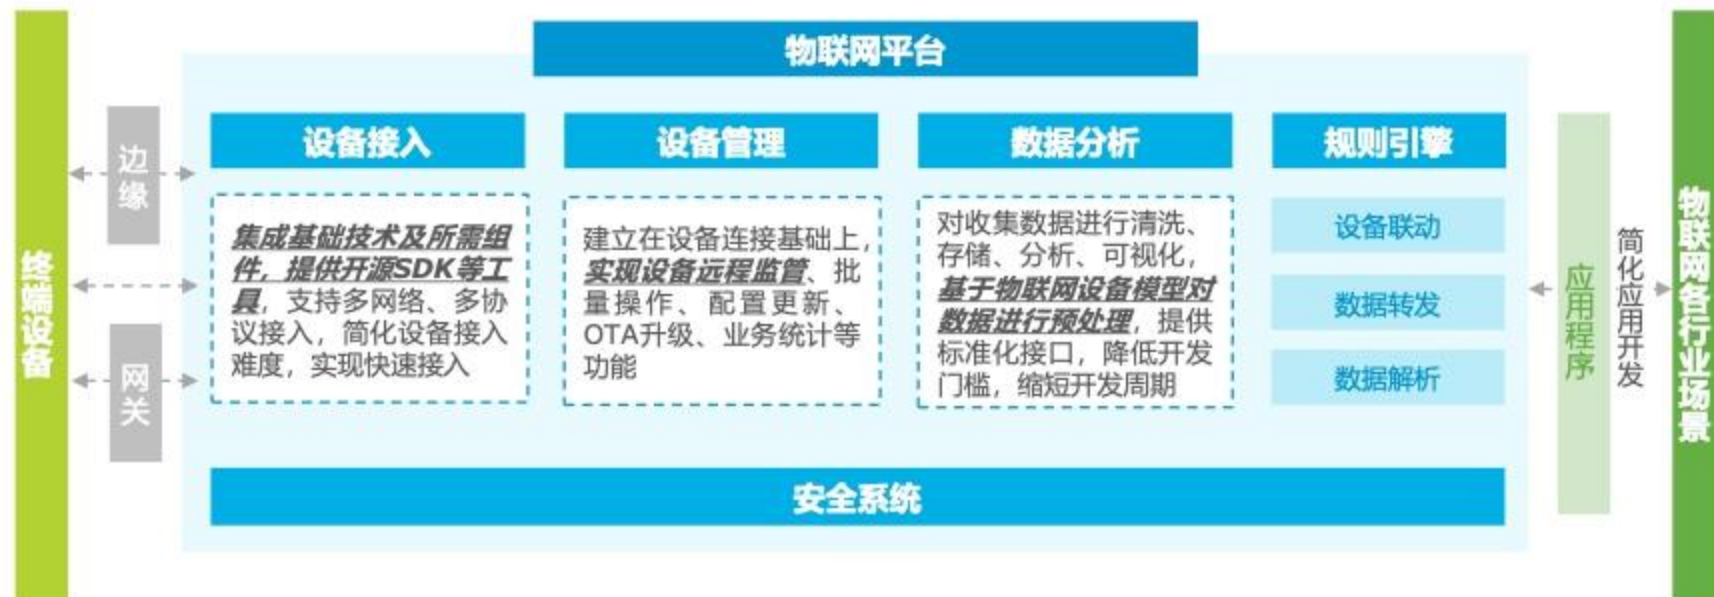 物联网平台
终端设备
边缘
网关
设备接入
集成基础技术及所需组
件，提供开源SDK等工
具，支持多网络、多协
议接入，简化设备接入
难度，实现快速接入
设备管理
建立在设备连接基础上，
实现设备远程监管、批
量操作、配置更新、
OTA升级、业务统计等
功能
数据分析
对收集数据进行清洗、
存储、分析、可视化，
基于物联网设备模型对
数据进行预处理，提供
标准化接口，降低开发
门槛，缩短开发周期
规则引擎
设备联动
数据转发
数据解析
安全系统
应用程序
简化应用开发
物联网各行业场景